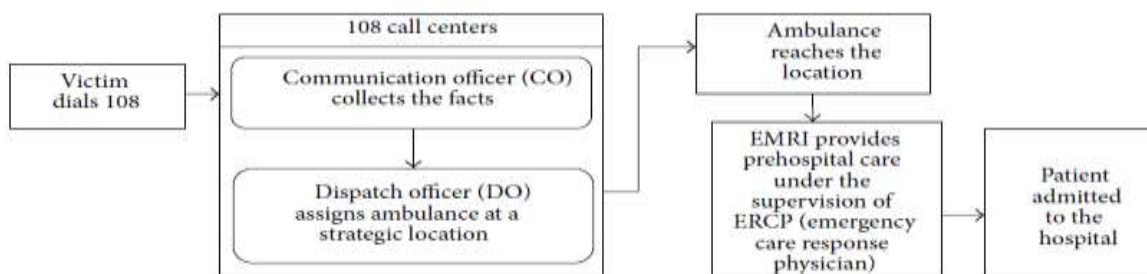 Victim
dials 108
108 call centers
Communication officer (CO)
collects the facts
Dispatch officer (DO)
assigns ambulance at a
strategic location
Ambulance
reaches the
location
EMRI provides
prehospital care
under the
supervision of
ERCP (emergency
care response
physician)
Patient
admitted
to the
hospital